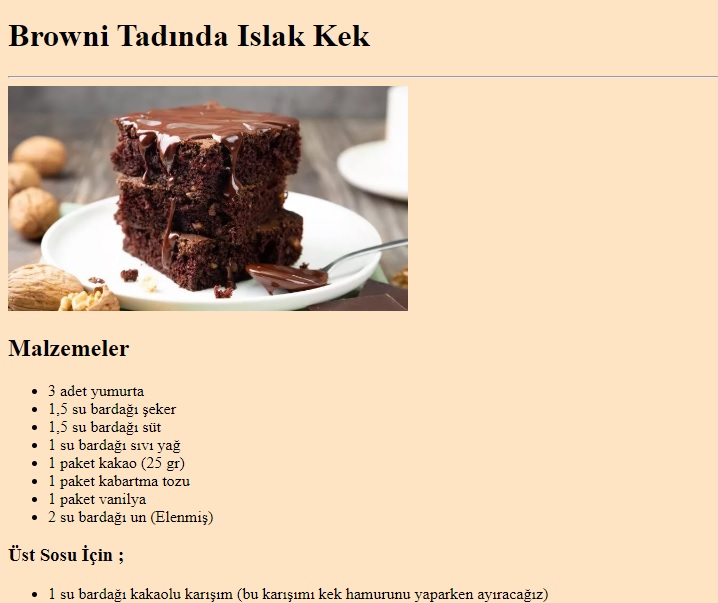 Browni Tadında Islak Kek
Malzemeler
3 adet yumurta
1,5 su bardağı şeker
1,5 su bardağı süt
1 su bardağı sıvı yağ
1 paket kakao (25 gr)
1 paket kabartma tozu
1 paket vanilya
2 su bardağı un (Elenmiş)
Üst Sosu İçin ;
1 su bardağı kakaolu karışım (bu karışımı kek hamurunu yaparken ayıracağız)